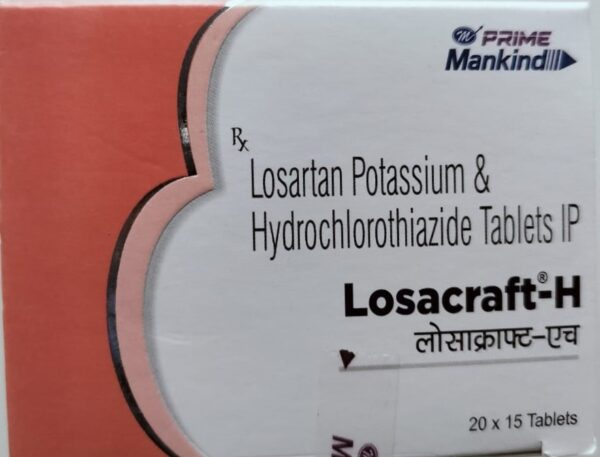 PRIME
Mankind
Rx
Losartan Potassium &
Hydrochlorothiazide Tablets IP
Losacraft®-H
लोसाक्राफ्ट-एच
20 x 15 Tablets
M